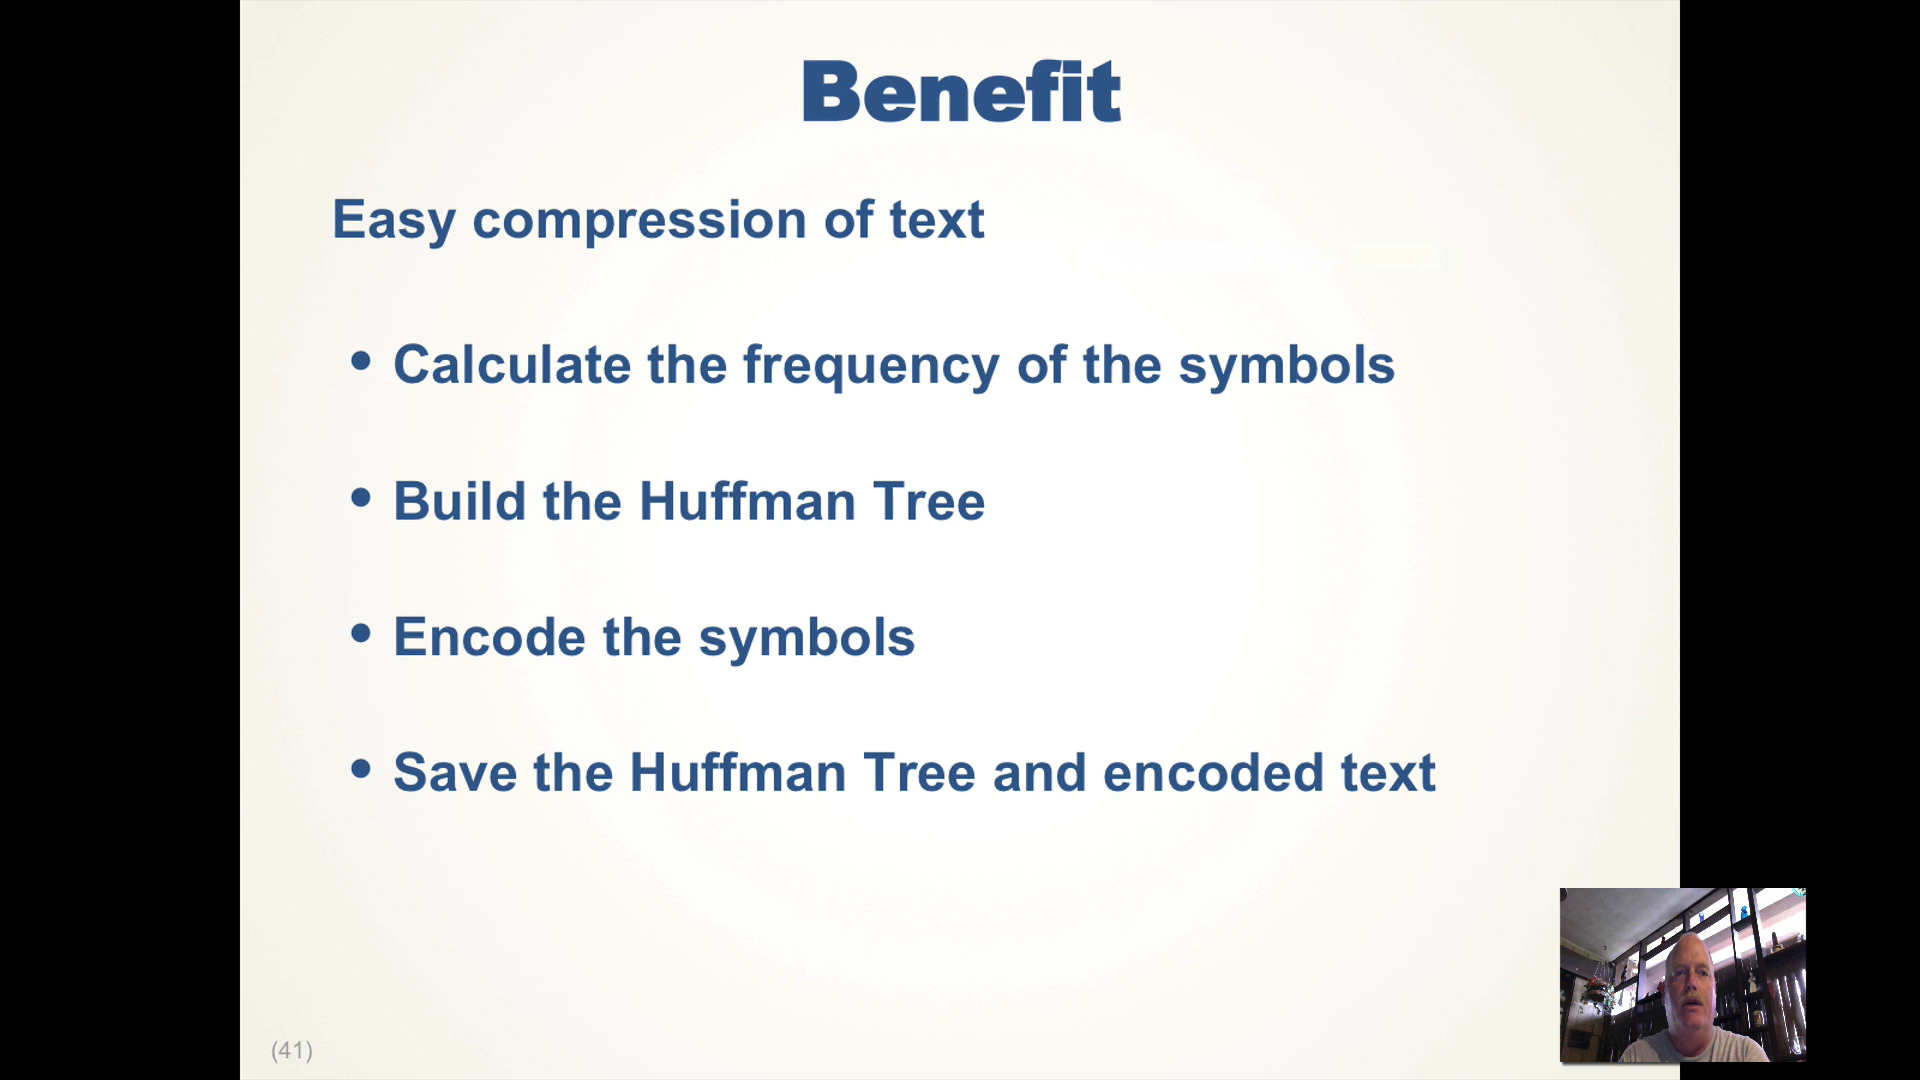 Benefit
Easy compression of text
• Calculate the frequency of the symbols
• Build the Huffman Tree
• Encode the symbols
• Save the Huffman Tree and encoded text
(41)